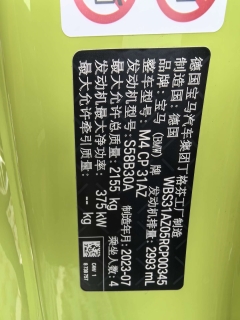 德国宝马汽车集团丁格芬工厂制造
制造国: 德国 WBS31AZ05RCP00345
品牌: 宝马 (BMW) 牌
整车型号: M4 CP 31AZ 发动机排量: 2993 mL
发动机型号: S58B30A
发动机最大净功率: 375 kW 制造年月: 2023-07
最大允许总质量: 2155 kg 乘坐人数: 4
最大允许牵引质量: -- kg